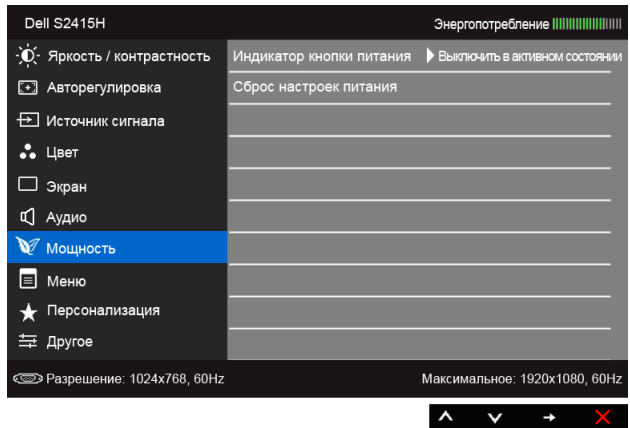 Dell S2415H Энергопотребление
Яркость / контрастность Индикатор кнопки питания Выключить в активном состоянии
Авторегулировка Сброс настроек питания
Источник сигнала
Цвет
Экран
Аудио
Мощность
Меню
Персонализация
Другое
Разрешение: 1024x768, 60Hz Максимальное: 1920x1080, 60Hz